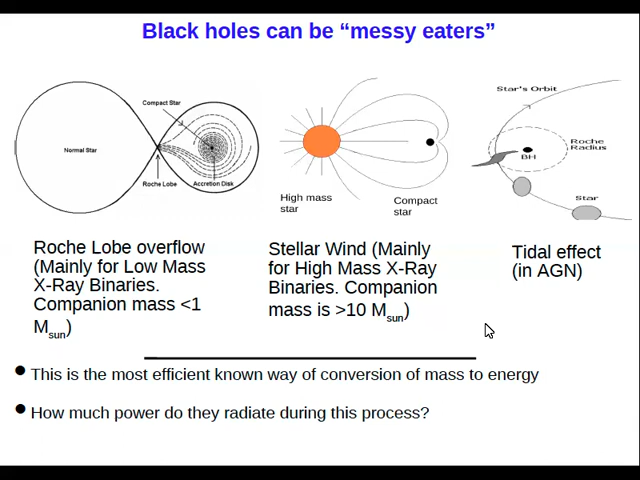 Black holes can be “messy eaters”
Compact Star
Normal Star
Roche Lobe
Accretion Disk
High mass
star
Compact
star
Star's Orbit
Roche
Radius
BH
Star
Roche Lobe overflow
(Mainly for Low Mass
X-Ray Binaries.
Companion mass <1
Msun)
Stellar Wind (Mainly
for High Mass X-Ray
Binaries. Companion
mass is >10 Msun)
Tidal effect
(in AGN)
● This is the most efficient known way of conversion of mass to energy
● How much power do they radiate during this process?